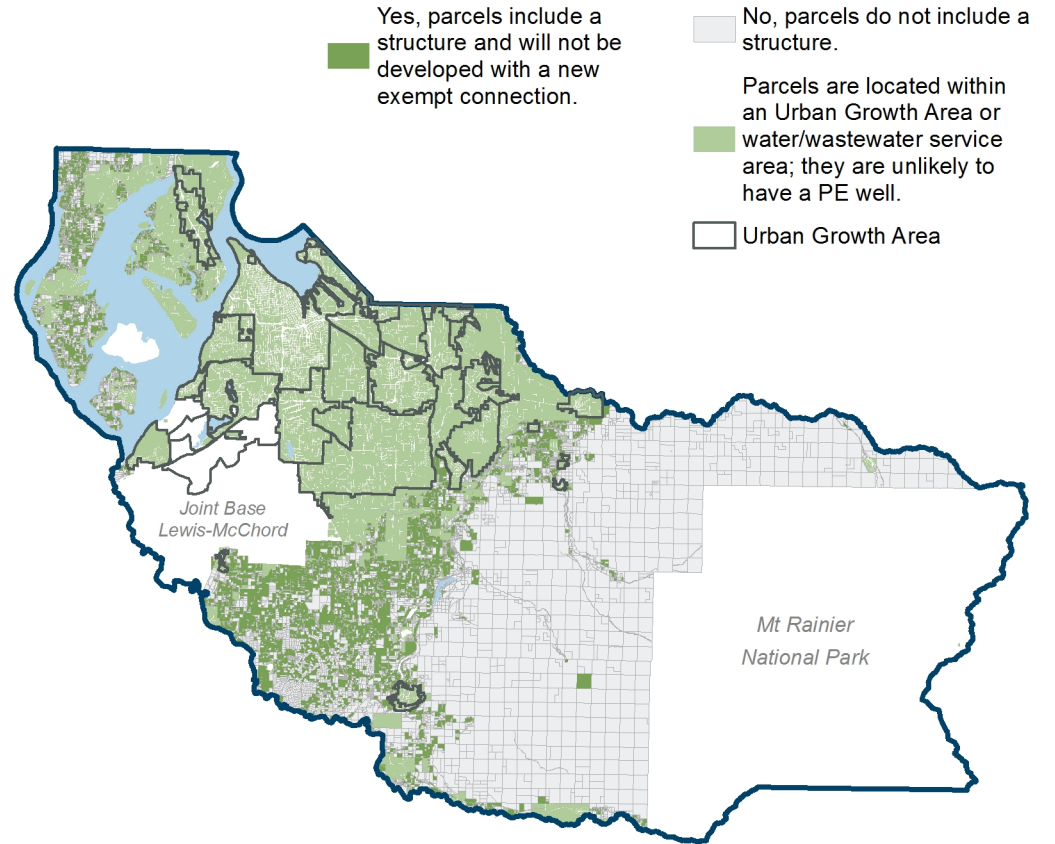 Yes, parcels include a
structure and will not be
developed with a new
exempt connection.
No, parcels do not include a
structure.
Parcels are located within
an Urban Growth Area or
water/wastewater service
area; they are unlikely to
have a PE well.
Urban Growth Area
Joint Base
Lewis-McChord
Mt Rainier
National Park